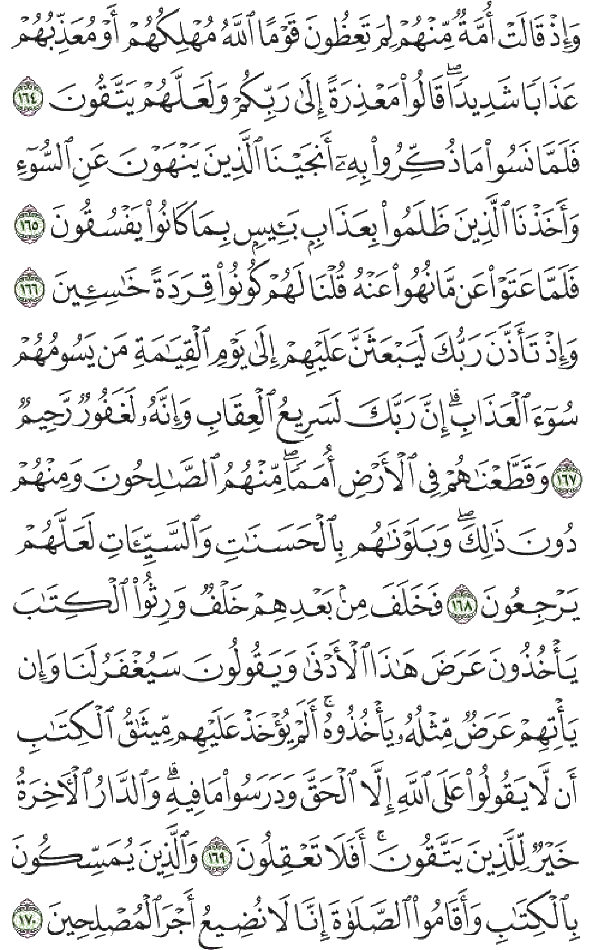 وَإِذۡ قَالَتۡ أُمَّةٞ مِّنۡهُمۡ لِمَ تَعِظُونَ قَوۡمًا ٱللَّهُ مُهۡلِكُهُمۡ أَوۡ مُعَذِّبُهُمۡ
عَذَابٗا شَدِيدٗاۖ قَالُواْ مَعۡذِرَةً إِلَىٰ رَبِّكُمۡ وَلَعَلَّهُمۡ يَتَّقُونَ ١٦٤
فَلَمَّا نَسُواْ مَا ذُكِّرُواْ بِهِۦٓ أَنجَيۡنَا ٱلَّذِينَ يَنۡهَوۡنَ عَنِ ٱلسُّوٓءِ
وَأَخَذۡنَا ٱلَّذِينَ ظَلَمُواْ بِعَذَابِۭ بَـِٔيسِۭ بِمَا كَانُواْ يَفۡسُقُونَ ١٦٥
فَلَمَّا عَتَوۡاْ عَن مَّا نُهُواْ عَنۡهُ قُلۡنَا لَهُمۡ كُونُواْ قِرَدَةً خَٰسِـِٔينَ ١٦٦
وَإِذۡ تَأَذَّنَ رَبُّكَ لَيَبۡعَثَنَّ عَلَيۡهِمۡ إِلَىٰ يَوۡمِ ٱلۡقِيَٰمَةِ مَن يَسُومُهُمۡ
سُوٓءَ ٱلۡعَذَابِۗ إِنَّ رَبَّكَ لَسَرِيعُ ٱلۡعِقَابِ وَإِنَّهُۥ لَغَفُورٞ رَّحِيمٞ
١٦٧ وَقَطَّعۡنَٰهُمۡ فِي ٱلۡأَرۡضِ أُمَمٗاۖ مِّنۡهُمُ ٱلصَّٰلِحُونَ وَمِنۡهُمۡ
دُونَ ذَٰلِكَۖ وَبَلَوۡنَٰهُم بِٱلۡحَسَنَٰتِ وَٱلسَّيِّـَٔاتِ لَعَلَّهُمۡ
يَرۡجِعُونَ ١٦٨ فَخَلَفَ مِنۢ بَعۡدِهِمۡ خَلۡفٞ وَرِثُواْ ٱلۡكِتَٰبَ
يَأۡخُذُونَ عَرَضَ هَٰذَا ٱلۡأَدۡنَىٰ وَيَقُولُونَ سَيُغۡفَرُ لَنَا وَإِن
يَأۡتِهِمۡ عَرَضٞ مِّثۡلُهُۥ يَأۡخُذُوهُۚ أَلَمۡ يُؤۡخَذۡ عَلَيۡهِم مِّيثَٰقُ ٱلۡكِتَٰبِ
أَن لَّا يَقُولُواْ عَلَى ٱللَّهِ إِلَّا ٱلۡحَقَّ وَدَرَسُواْ مَا فِيهِۗ وَٱلدَّارُ ٱلۡأٓخِرَةُ
خَيۡرٞ لِّلَّذِينَ يَتَّقُونَۚ أَفَلَا تَعۡقِلُونَ ١٦٩ وَٱلَّذِينَ يُمَسِّكُونَ
بِٱلۡكِتَٰبِ وَأَقَامُواْ ٱلصَّلَوٰةَ إِنَّا لَا نُضِيعُ أَجۡرَ ٱلۡمُصۡلِحِينَ ١٧٠